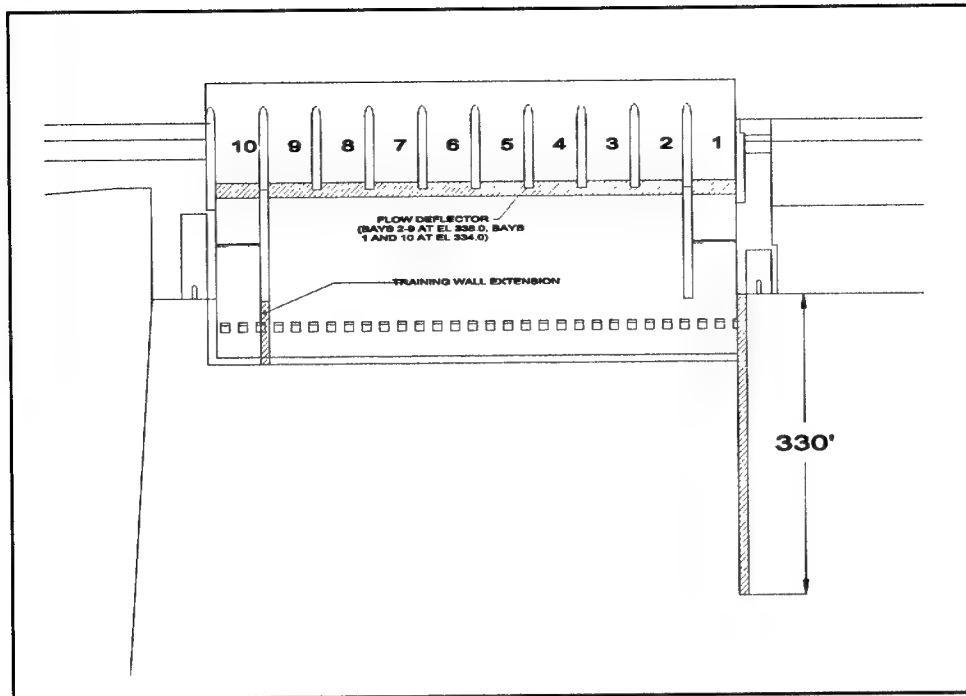 10 9 8 7 6 5 4 3 2 1
FLOW DEFLECTOR
(BAYS 2-9 AT EL 338.0, BAYS
1 AND 10 AT EL 334.0)
TRAINING WALL EXTENSION
330'